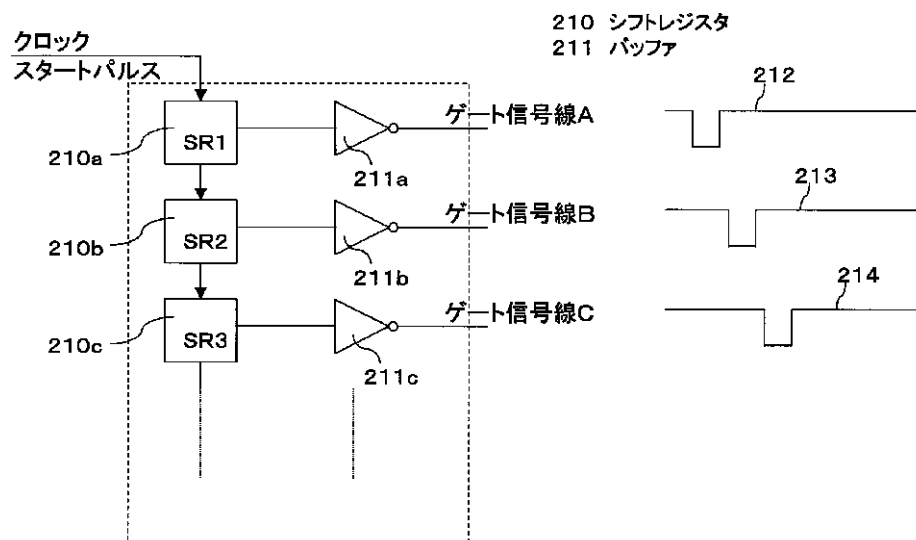 210 シフトレジスタ
211 バッファ
クロック
スタートパルス
212
ゲート信号線A
SR1
210a
211a
213
ゲート信号線B
SR2
210b
211b
214
ゲート信号線C
SR3
210c
211c